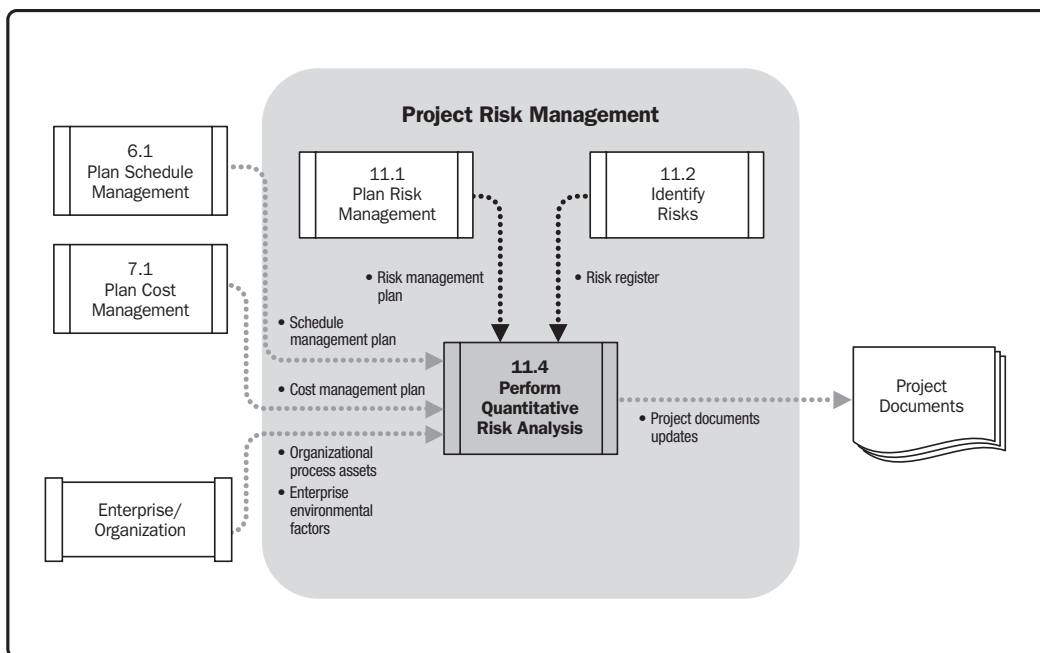 Project Risk Management
6.1
Plan Schedule
Management
11.1
Plan Risk
Management
11.2
Identify
Risks
7.1
Plan Cost
Management
• Risk management
plan
• Risk register
• Schedule
management plan
• Cost management plan
11.4
Perform
Quantitative
Risk Analysis
Project
Documents
• Project documents
updates
• Organizational
process assets
• Enterprise
environmental
factors
Enterprise/
Organization